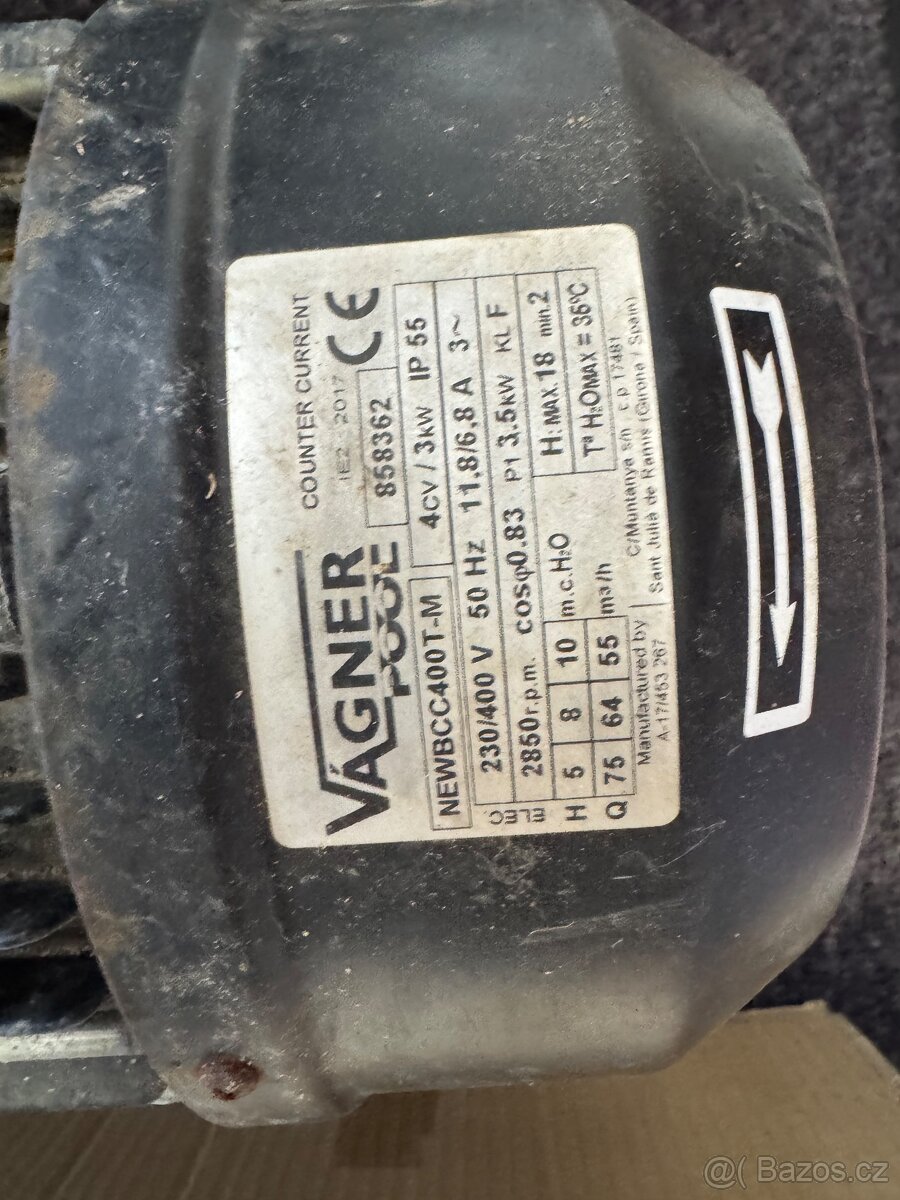 COUNTER CURRENT
VÁGNER
POOL
IE2 - 2017
858362
CE
NEWBCC400T-M
4CV / 3kW IP 55
230/400 V 50 Hz 11,8/6,8 A 3~
ELEC
2850r.p.m. cosφ0.83 P1 3,5kW KL F
H 5 8 10 m.c.H2O
H:MAX.18 min.2
Q 75 64 55 m3/h
Tª H2OMAX = 36ºC
Manufactured by
A-17/453 267
C/Muntanya s/n c.p 17481
Sant Julià de Ramis (Girona / Spain)
@ Bazos.cz